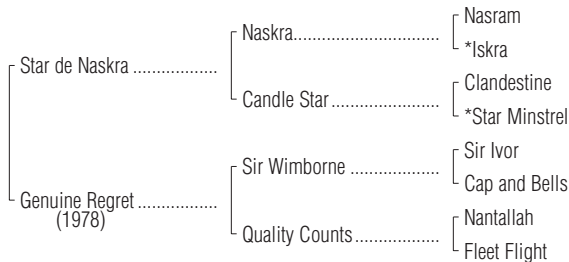 Nasram
Naskra
*Iskra
Star de Naskra
Clandestine
Candle Star
*Star Minstrel
Sir Ivor
Sir Wimborne
Cap and Bells
Genuine Regret
(1978)
Nantallah
Quality Counts
Fleet Flight